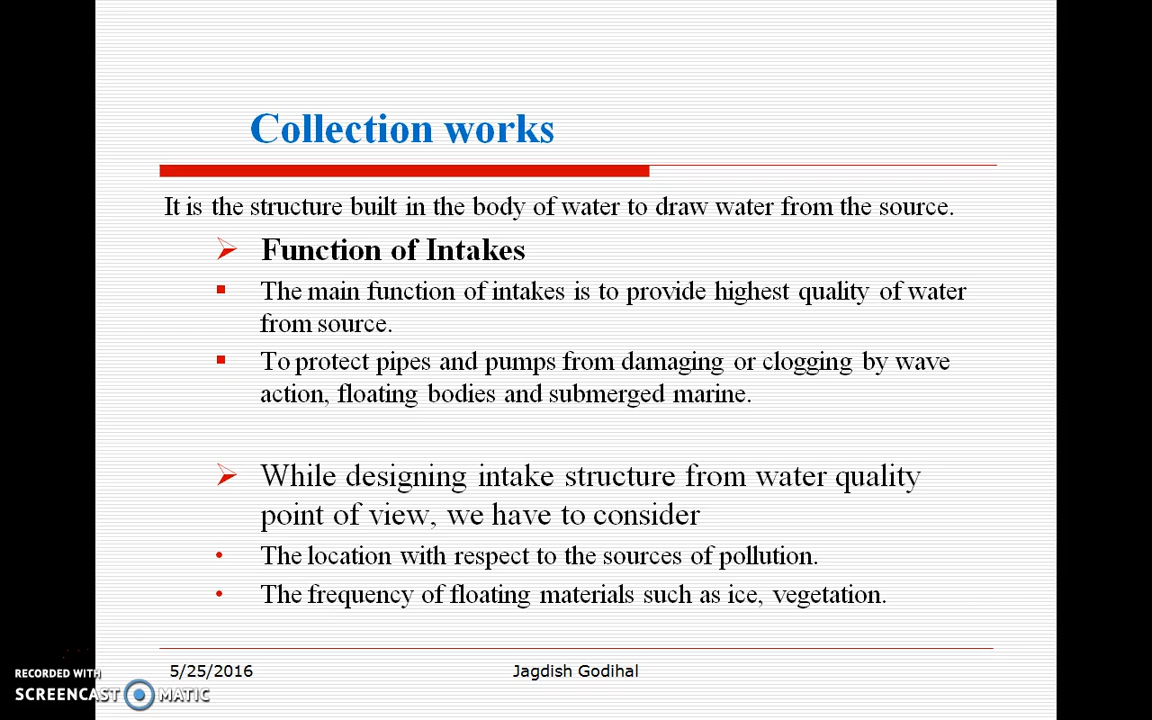 Collection works
It is the structure built in the body of water to draw water from the source.
Function of Intakes
The main function of intakes is to provide highest quality of water
from source.
To protect pipes and pumps from damaging or clogging by wave
action, floating bodies and submerged marine.
While designing intake structure from water quality
point of view, we have to consider
The location with respect to the sources of pollution.
The frequency of floating materials such as ice, vegetation.
5/25/2016 Jagdish Godihal
RECORDED WITH
SCREENCAST MATIC